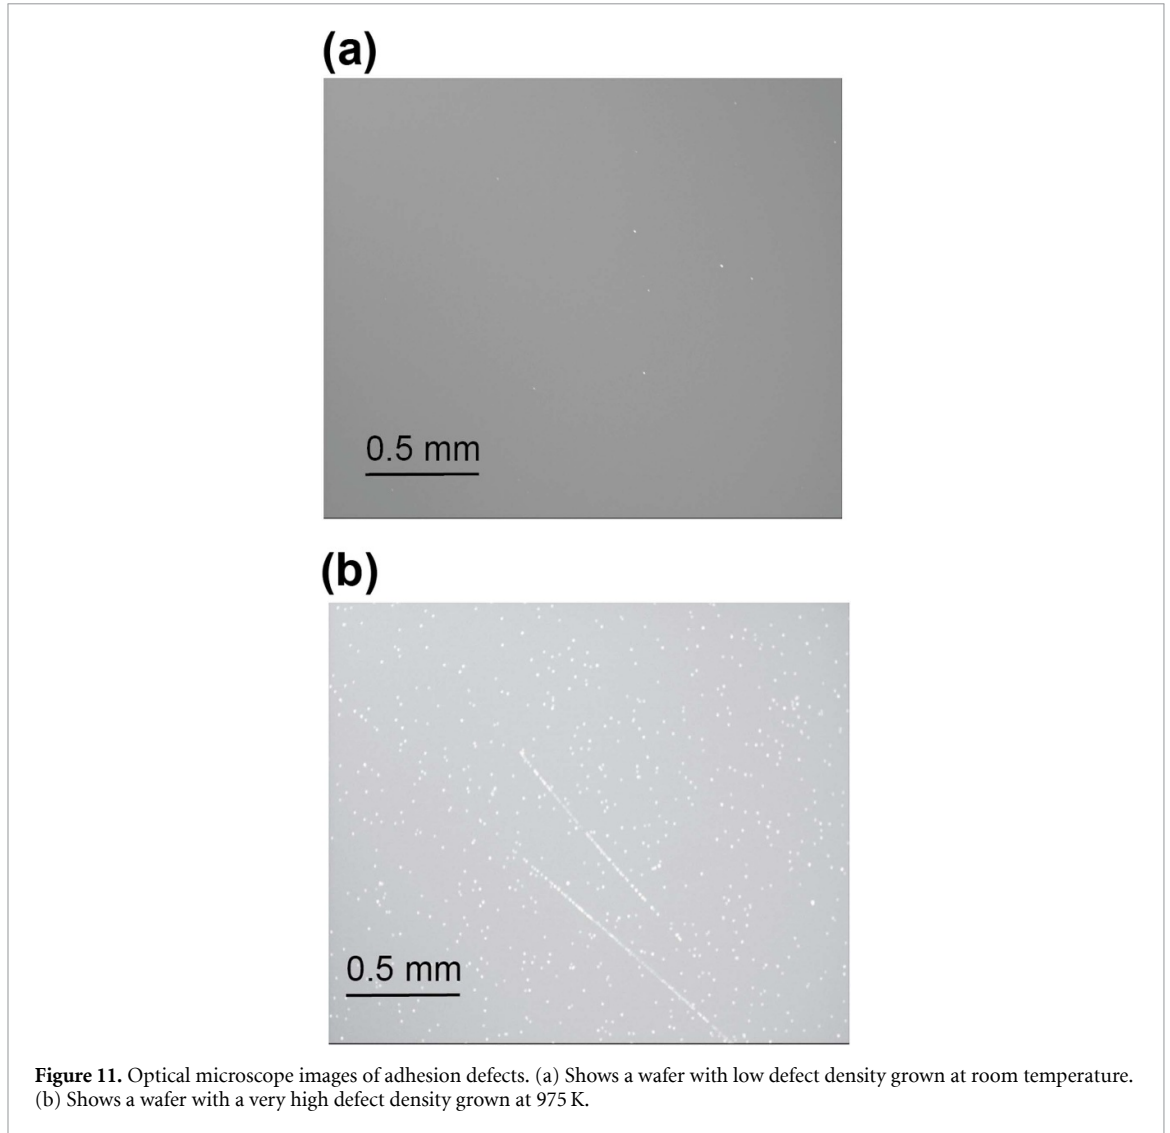 (a)
0.5 mm
(b)
0.5 mm
Figure 11. Optical microscope images of adhesion defects. (a) Shows a wafer with low defect density grown at room temperature.
(b) Shows a wafer with a very high defect density grown at 975 K.